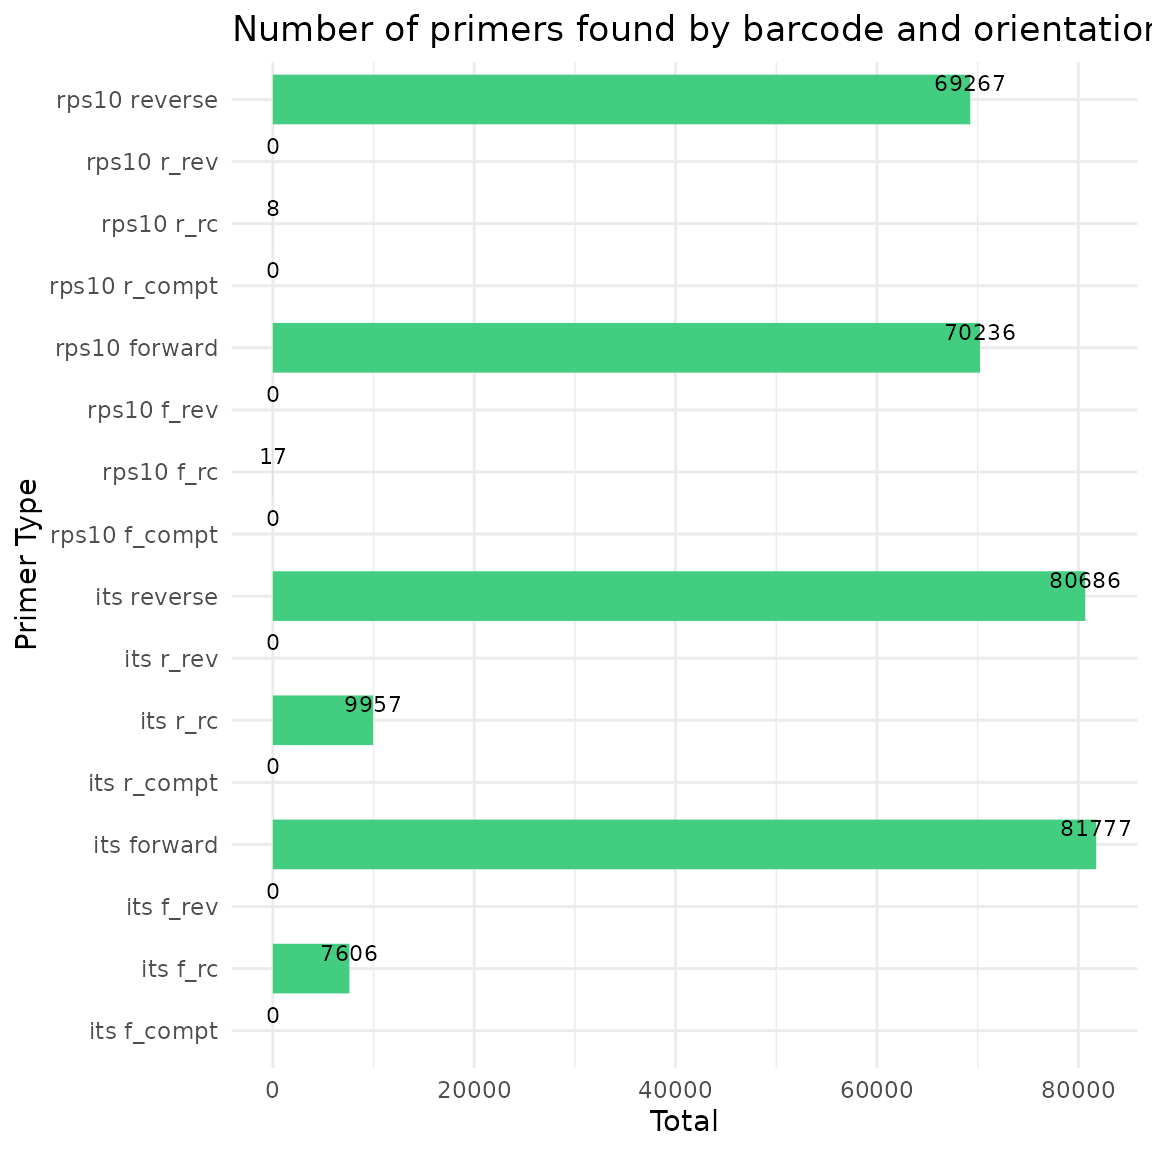 Number of primers found by barcode and orientation
rps10 reverse 69267
rps10 r_rev 0
rps10 r_rc 8
rps10 r_compt 0
rps10 forward 70236
rps10 f_rev 0
rps10 f_rc 17
rps10 f_compt 0
its reverse 80686
its r_rev 0
its r_rc 9957
its r_compt 0
its forward 81777
its f_rev 0
its f_rc 7606
its f_compt 0
Primer Type
0 20000 40000 60000 80000
Total